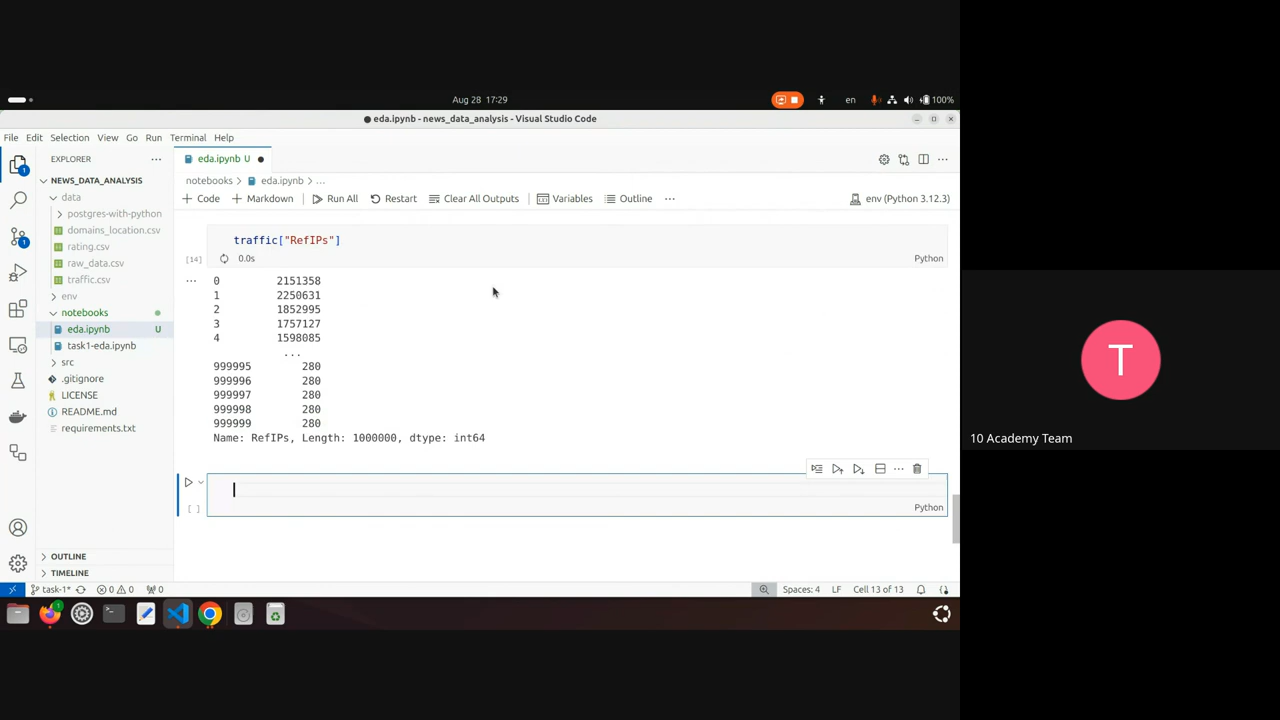 Aug 28 17:29
en
100%
eda.ipynb - news_data_analysis - Visual Studio Code
File Edit Selection View Go Run Terminal Help
EXPLORER
eda.ipynb U
NEWS_DATA_ANALYSIS
notebooks > eda.ipynb > ...
data
+ Code + Markdown Run All Restart Clear All Outputs Variables Outline ... env (Python 3.12.3)
postgres-with-python
domains_location.csv
rating.csv
raw_data.csv
traffic.csv
env
notebooks
eda.ipynb U
task1-eda.ipynb
src
.gitignore
LICENSE
README.md
requirements.txt
OUTLINE
TIMELINE
traffic["RefIPs"]
[14] 0.0s Python
0 2151358
1 2250631
2 1852995
3 1757127
4 1598085
...
999995 280
999996 280
999997 280
999998 280
999999 280
Name: RefIPs, Length: 1000000, dtype: int64
[ ] Python
task-1* 0 0 0 Spaces: 4 LF Cell 13 of 13
T
10 Academy Team